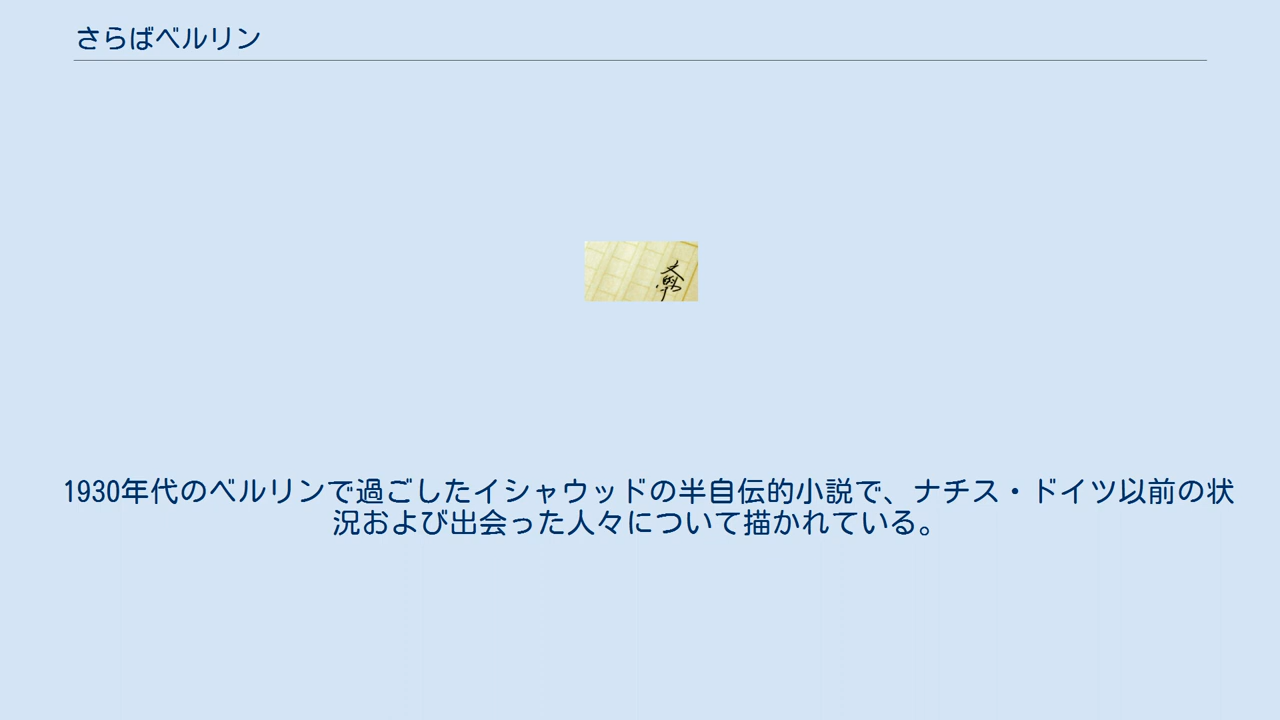 さらばベルリン
1930年代のベルリンで過ごしたイシャウッドの半自伝的小説で、ナチス・ドイツ以前の状
況および出会った人々について描かれている。